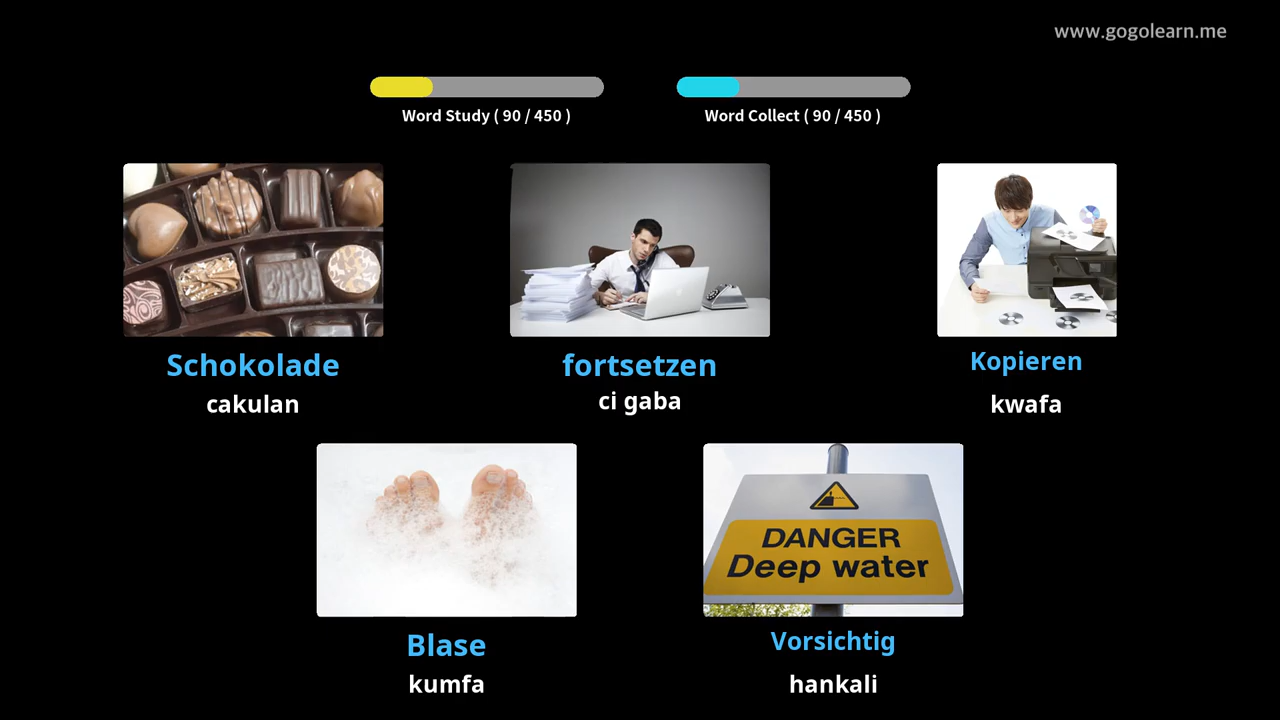 www.gogolearn.me
Word Study ( 90 / 450 )
Word Collect ( 90 / 450 )
Schokolade
cakulan
fortsetzen
ci gaba
Kopieren
kwafa
DANGER
Deep water
Blase
kumfa
Vorsichtig
hankali